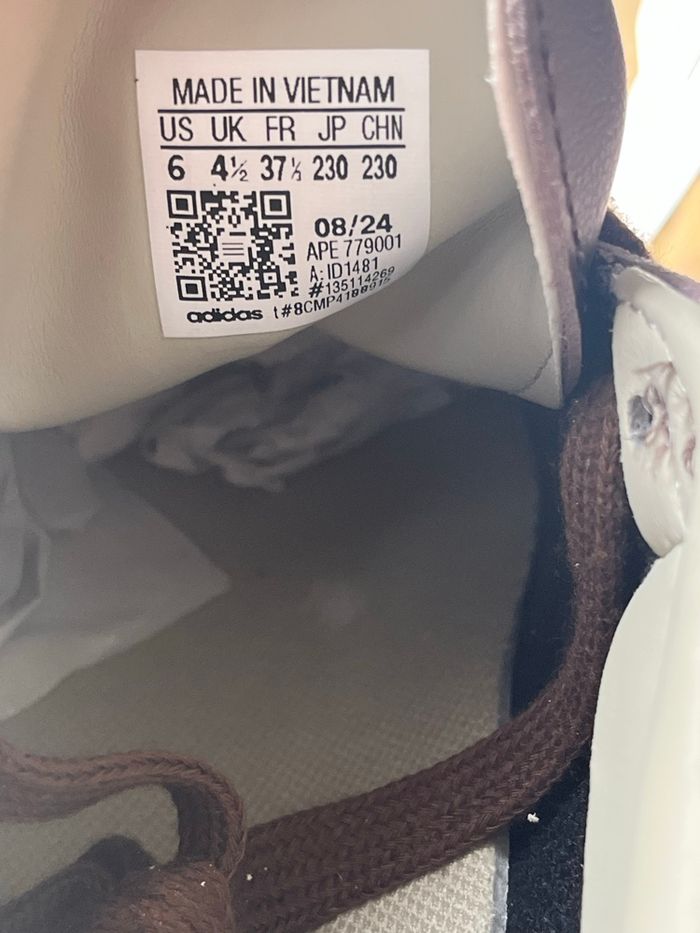 MADE IN VIETNAM
US UK FR JP CHN
6 4½ 37⅓ 230 230
08/24
APE 779001
A: ID1481
#135114269
adidas t#8CMP4188915